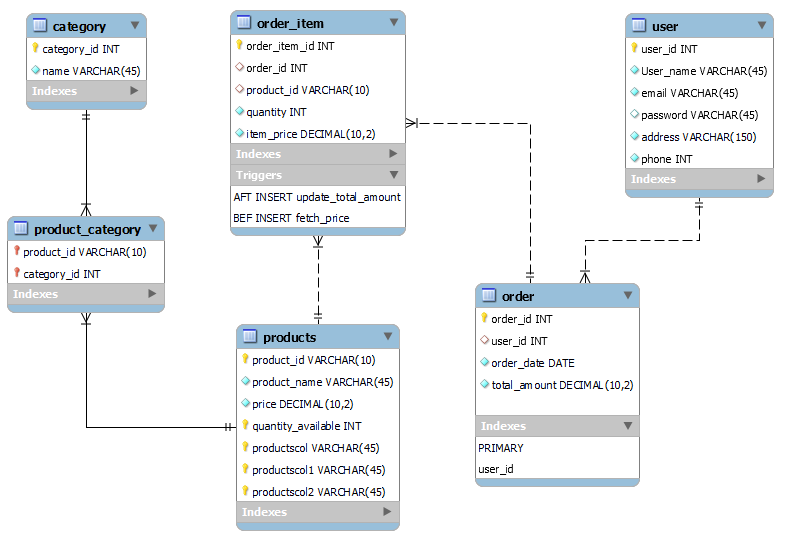 category
category_id INT
name VARCHAR(45)
Indexes
order_item
order_item_id INT
order_id INT
product_id VARCHAR(10)
quantity INT
item_price DECIMAL(10,2)
Indexes
Triggers
AFT INSERT update_total_amount
BEF INSERT fetch_price
user
user_id INT
User_name VARCHAR(45)
email VARCHAR(45)
password VARCHAR(45)
address VARCHAR(150)
phone INT
Indexes
product_category
product_id VARCHAR(10)
category_id INT
Indexes
products
product_id VARCHAR(10)
product_name VARCHAR(45)
price DECIMAL(10,2)
quantity_available INT
productscol VARCHAR(45)
productscol1 VARCHAR(45)
productscol2 VARCHAR(45)
Indexes
order
order_id INT
user_id INT
order_date DATE
total_amount DECIMAL(10,2)
Indexes
PRIMARY
user_id